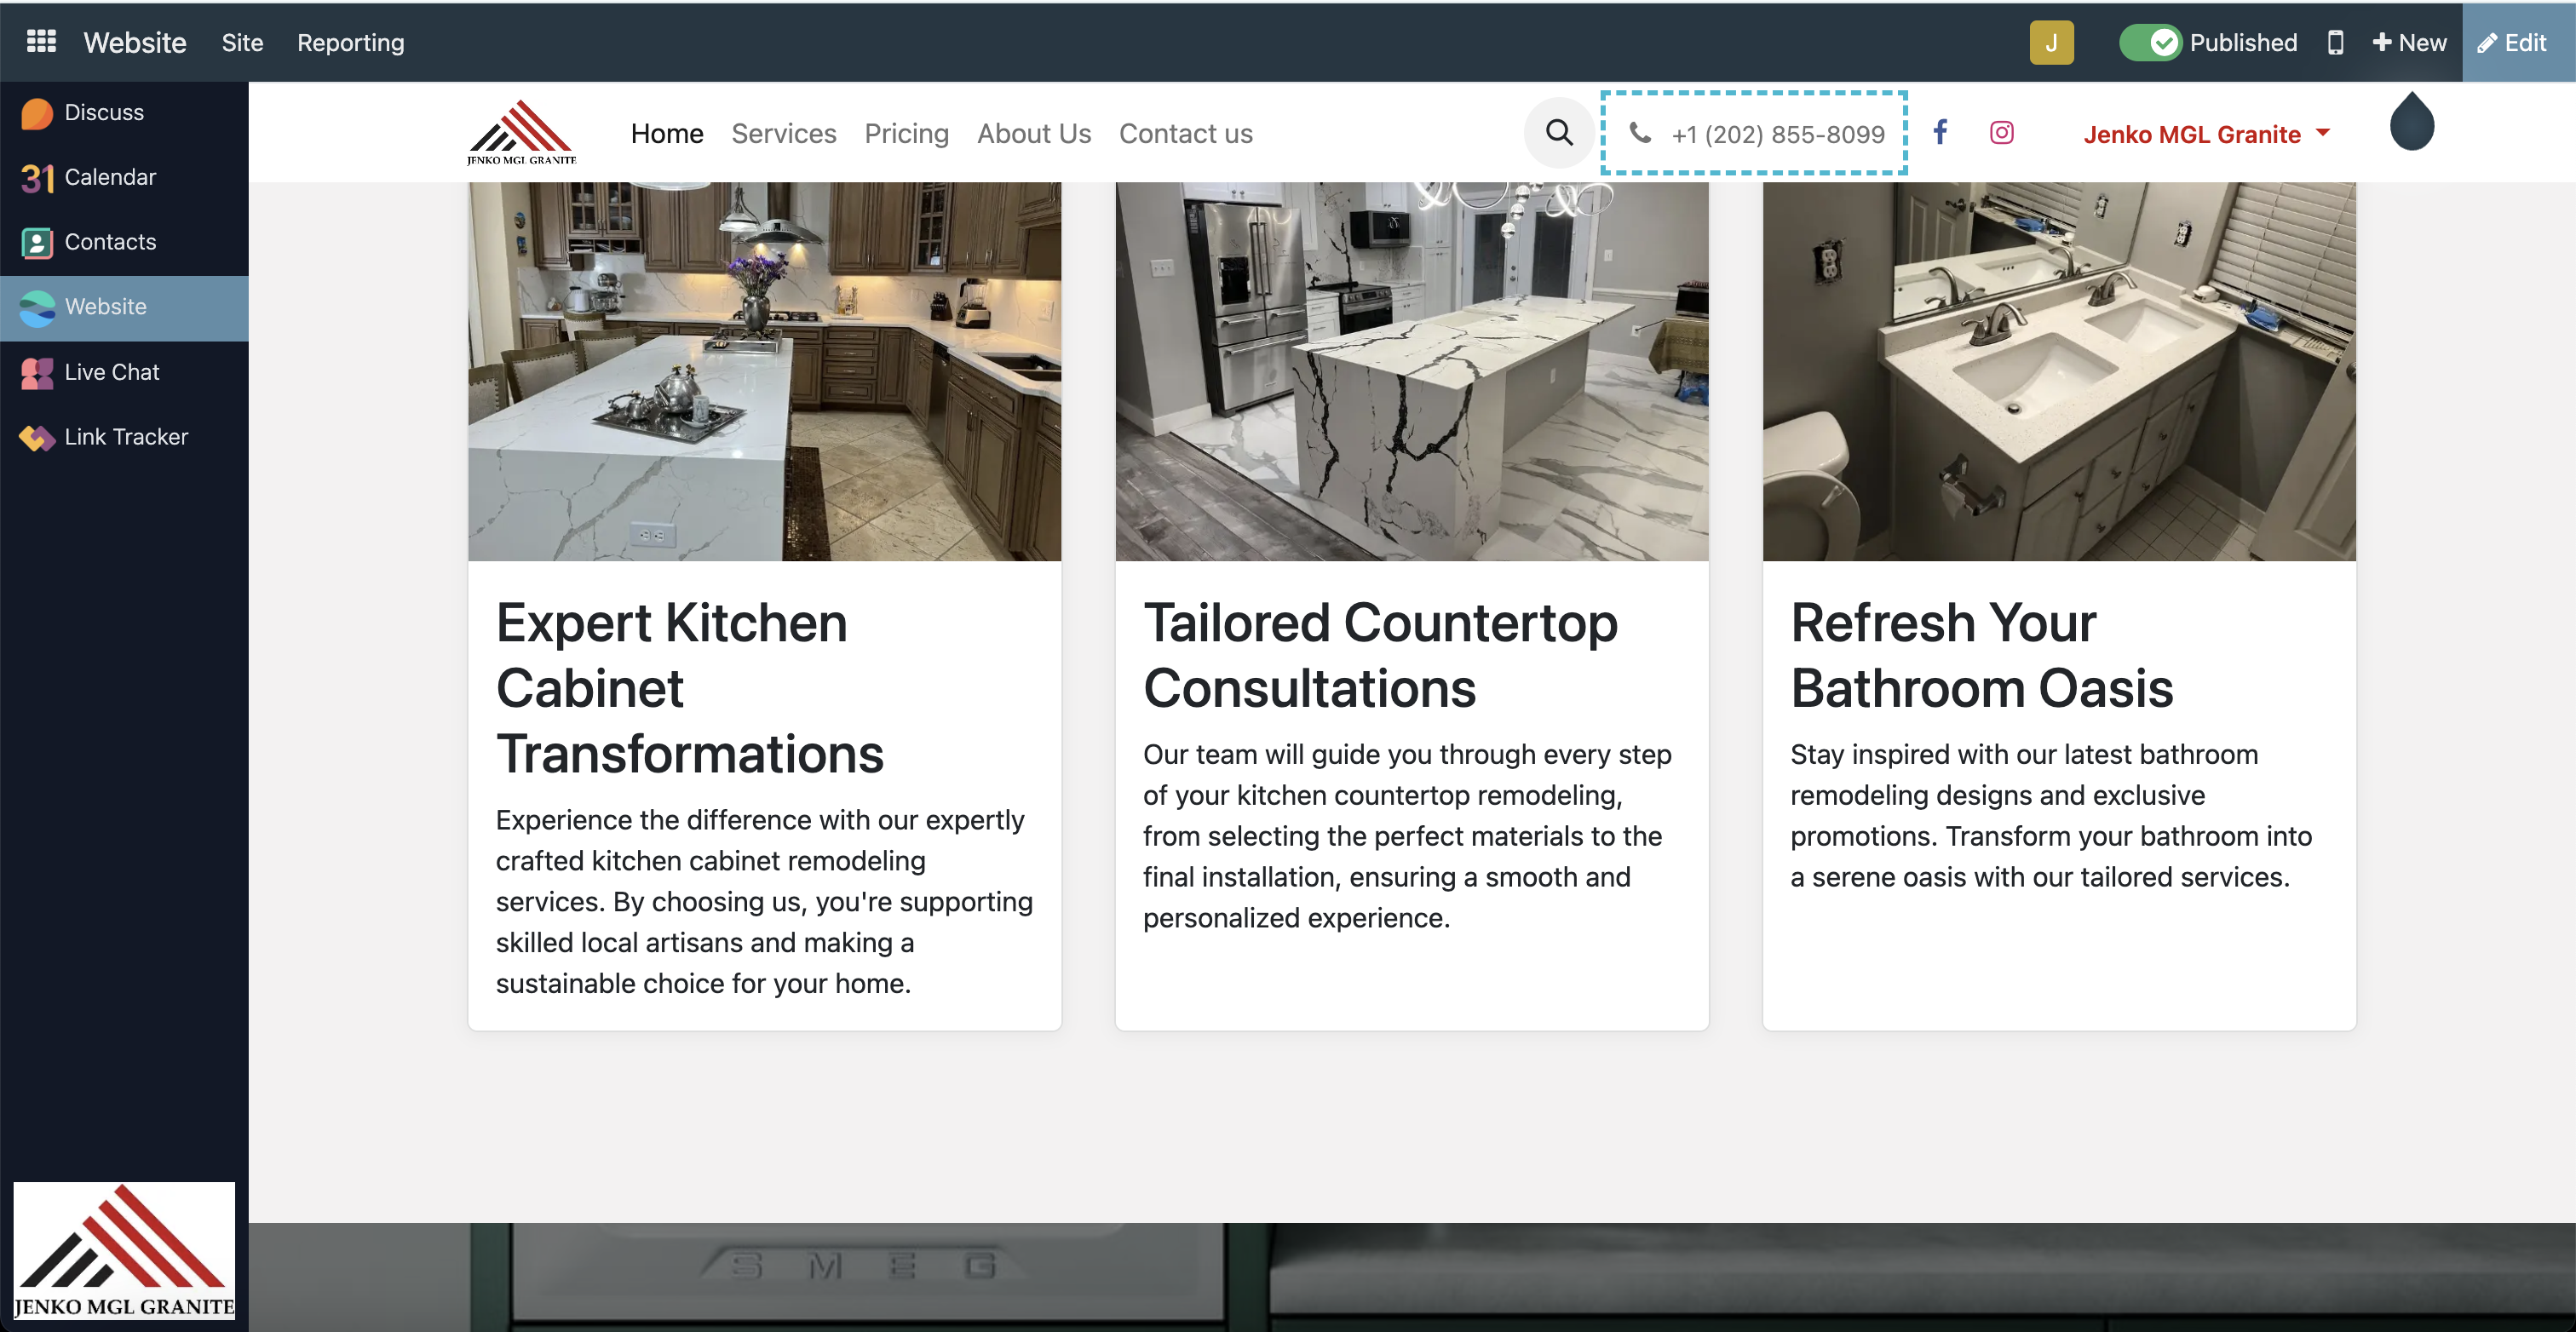 Website Site Reporting J Published New Edit
Discuss
31 Calendar
Contacts
Website
Live Chat
Link Tracker
JENKO MGL GRANITE
JENKO MGL GRANITE
Home Services Pricing About Us Contact us +1 (202) 855-8099 Jenko MGL Granite
Expert Kitchen
Cabinet
Transformations
Experience the difference with our expertly
crafted kitchen cabinet remodeling
services. By choosing us, you're supporting
skilled local artisans and making a
sustainable choice for your home.
Tailored Countertop
Consultations
Our team will guide you through every step
of your kitchen countertop remodeling,
from selecting the perfect materials to the
final installation, ensuring a smooth and
personalized experience.
Refresh Your
Bathroom Oasis
Stay inspired with our latest bathroom
remodeling designs and exclusive
promotions. Transform your bathroom into
a serene oasis with our tailored services.
SMEG